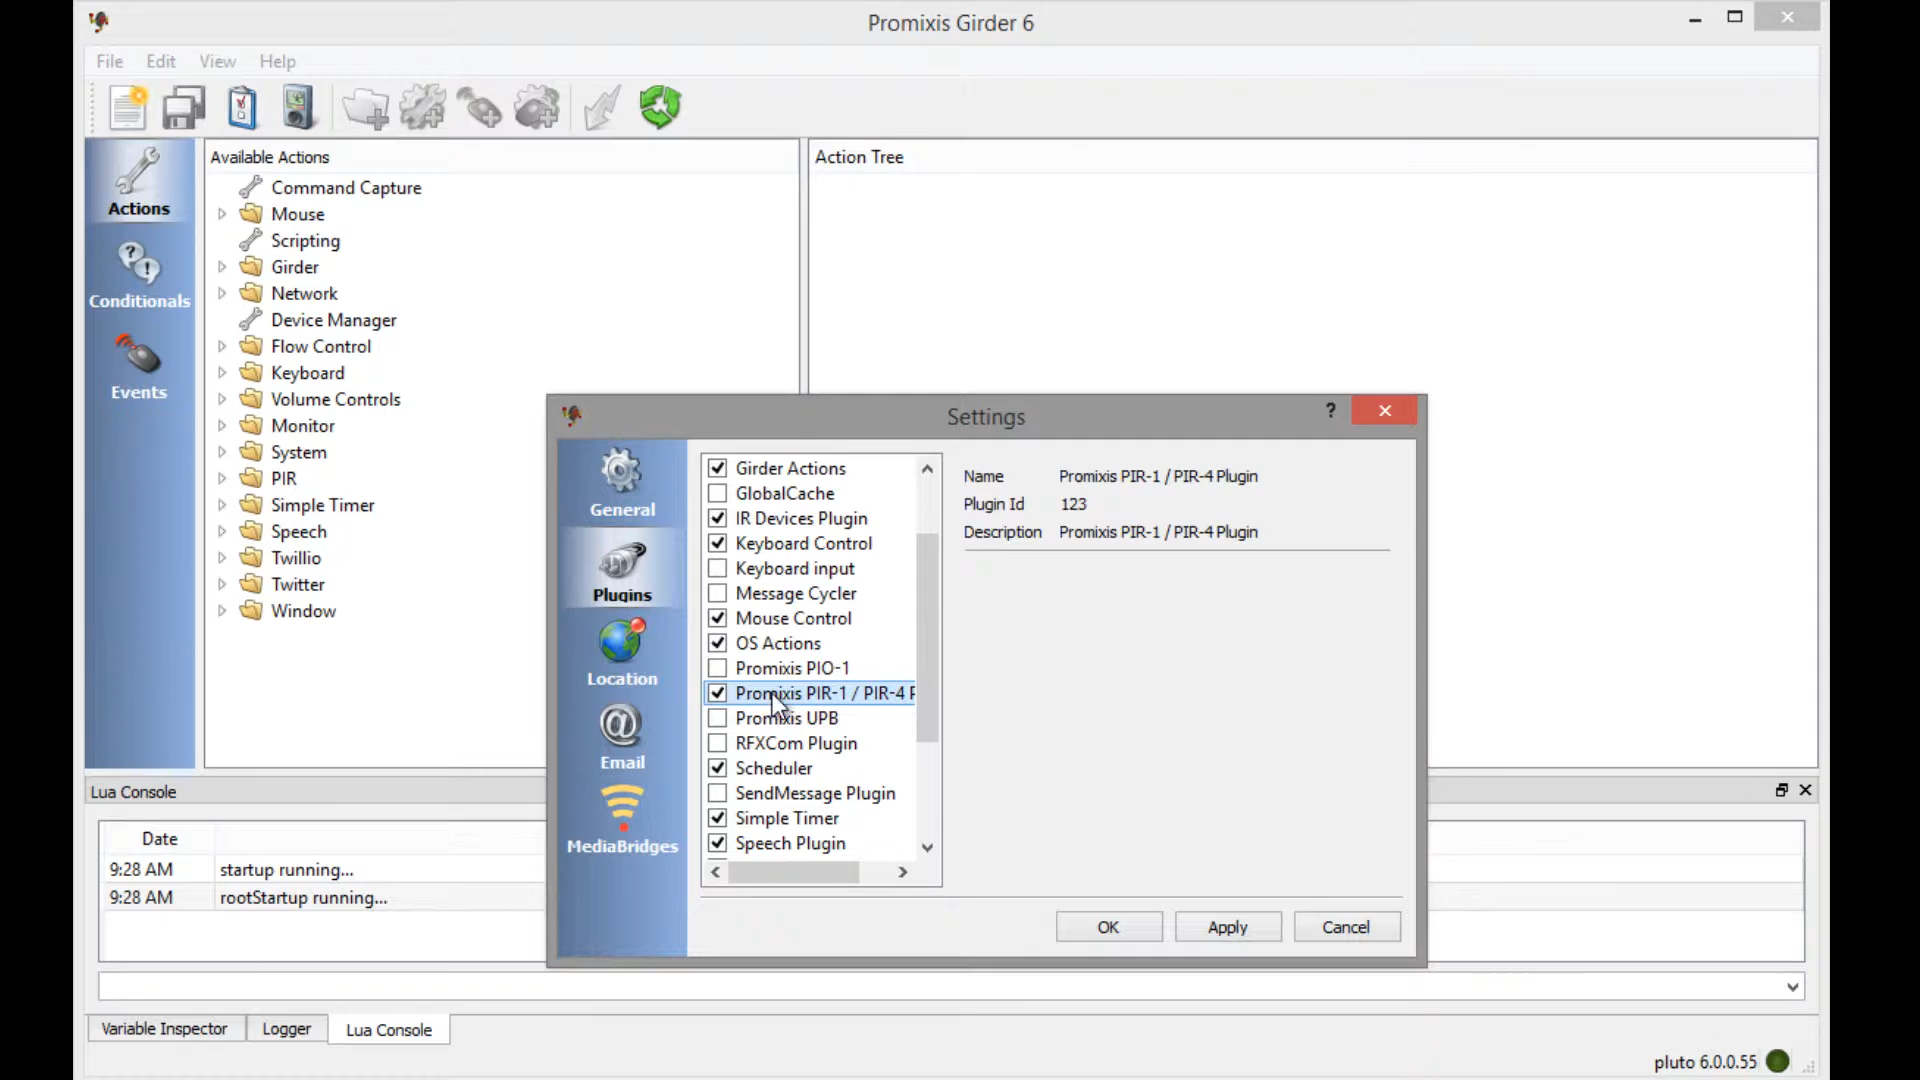 Promixis Girder 6
File Edit View Help
Available Actions
Action Tree
Actions
Conditionals
Events
Command Capture
Mouse
Scripting
Girder
Network
Device Manager
Flow Control
Keyboard
Volume Controls
Monitor
System
PIR
Simple Timer
Speech
Twillio
Twitter
Window
Settings
?
General
Plugins
Location
@
Email
MediaBridges
Girder Actions
GlobalCache
IR Devices Plugin
Keyboard Control
Keyboard input
Message Cycler
Mouse Control
OS Actions
Promixis PIO-1
Promixis PIR-1 / PIR-4 P
Promixis UPB
RFXCom Plugin
Scheduler
SendMessage Plugin
Simple Timer
Speech Plugin
Name Promixis PIR-1 / PIR-4 Plugin
Plugin Id 123
Description Promixis PIR-1 / PIR-4 Plugin
OK Apply Cancel
Lua Console
Date
9:28 AM startup running...
9:28 AM rootStartup running...
Variable Inspector Logger Lua Console
pluto 6.0.0.55